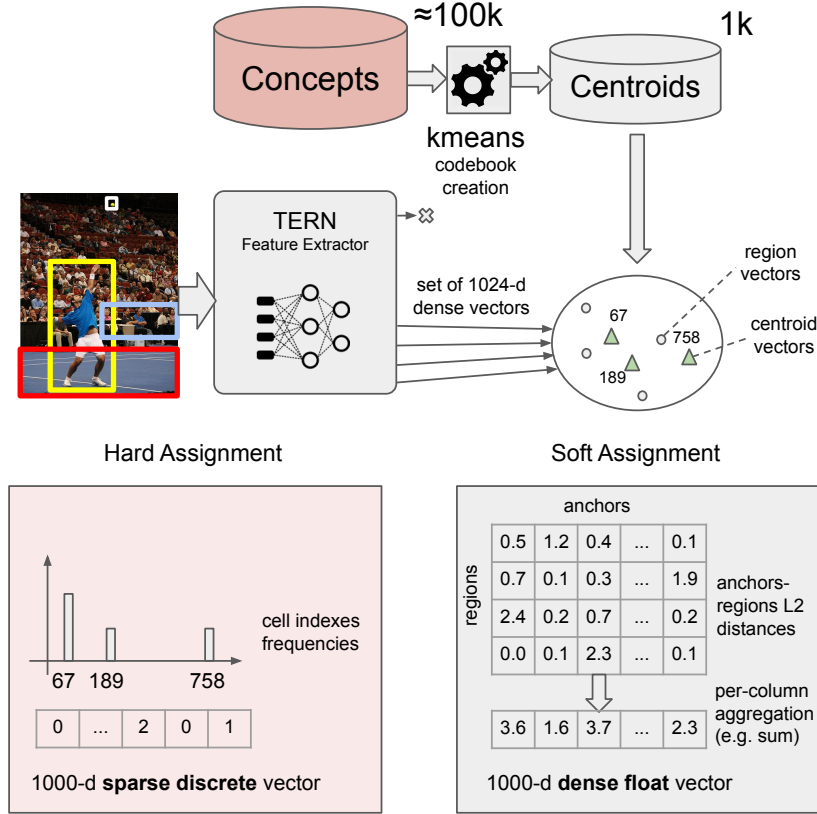 ≈100k
1k
Concepts
Centroids
kmeans
codebook
creation
TERN
Feature Extractor
set of 1024-d
dense vectors
region
vectors
67
758
centroid
vectors
189
Hard Assignment
Soft Assignment
cell indexes
frequencies
67 189 758
0 ... 2 0 1
1000-d sparse discrete vector
anchors
regions
0.5 1.2 0.4 ... 0.1
0.7 0.1 0.3 ... 1.9
2.4 0.2 0.7 ... 0.2
0.0 0.1 2.3 ... 0.1
anchors-
regions L2
distances
3.6 1.6 3.7 ... 2.3
per-column
aggregation
(e.g. sum)
1000-d dense float vector